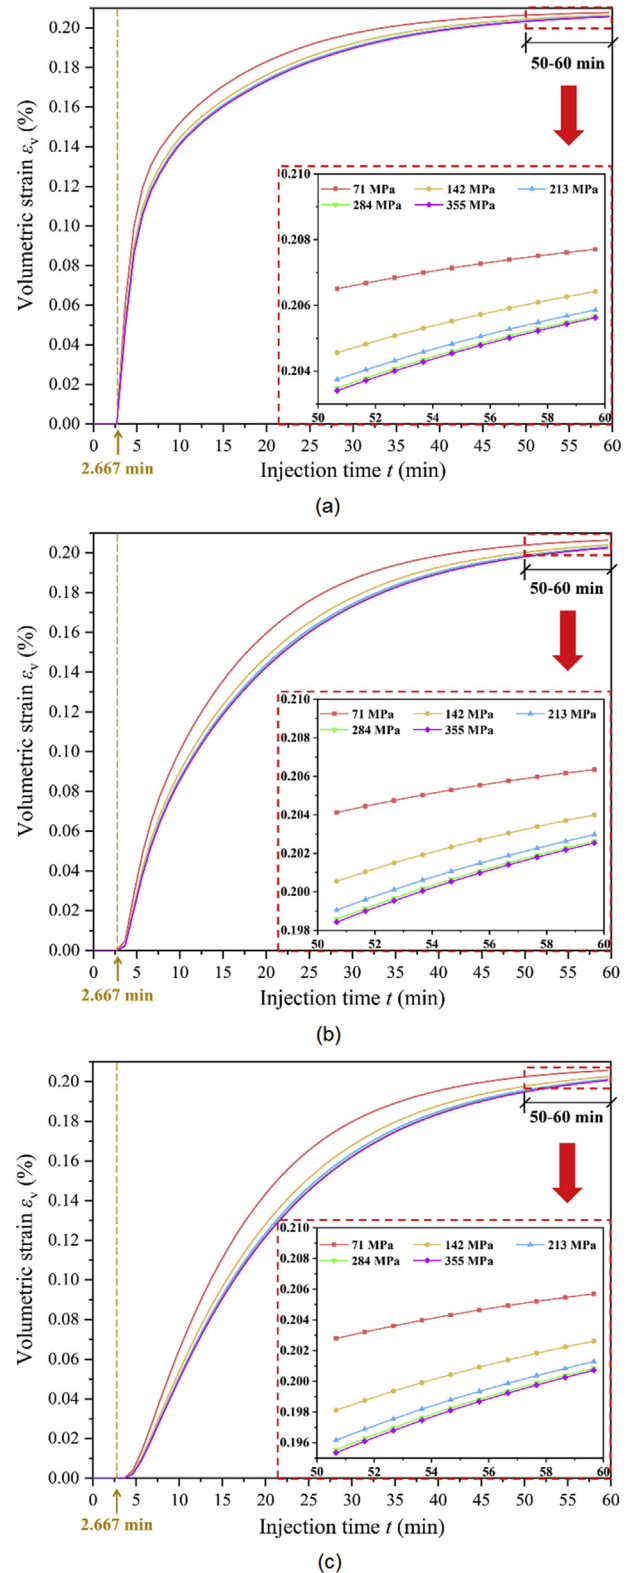 0.20
0.18
0.16
0.14
0.12
0.10
0.08
0.06
0.04
0.02
0.00
Volumetric strain εv (%)
50-60 min
0.210
0.208
0.206
0.204
71 MPa 142 MPa 213 MPa
284 MPa 355 MPa
50 52 54 56 58 60
0 5 10 15 20 25 30 35 40 45 50 55 60
2.667 min
Injection time t (min)
(a)
0.20
0.18
0.16
0.14
0.12
0.10
0.08
0.06
0.04
0.02
0.00
Volumetric strain εv (%)
50-60 min
0.210
0.208
0.206
0.204
0.202
0.200
0.198
71 MPa 142 MPa 213 MPa
284 MPa 355 MPa
50 52 54 56 58 60
0 5 10 15 20 25 30 35 40 45 50 55 60
2.667 min
Injection time t (min)
(b)
0.20
0.18
0.16
0.14
0.12
0.10
0.08
0.06
0.04
0.02
0.00
Volumetric strain εv (%)
50-60 min
0.210
0.208
0.206
0.204
0.202
0.200
0.198
0.196
71 MPa 142 MPa 213 MPa
284 MPa 355 MPa
50 52 54 56 58 60
0 5 10 15 20 25 30 35 40 45 50 55 60
2.667 min
Injection time t (min)
(c)